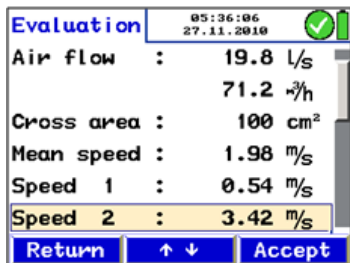 Evaluation
05:36:06
27.11.2010
Air flow : 19.8 l/s
71.2 m³/h
Cross area : 100 cm²
Mean speed : 1.98 m/s
Speed 1 : 0.54 m/s
Speed 2 : 3.42 m/s
Return ↑ ↓ Accept